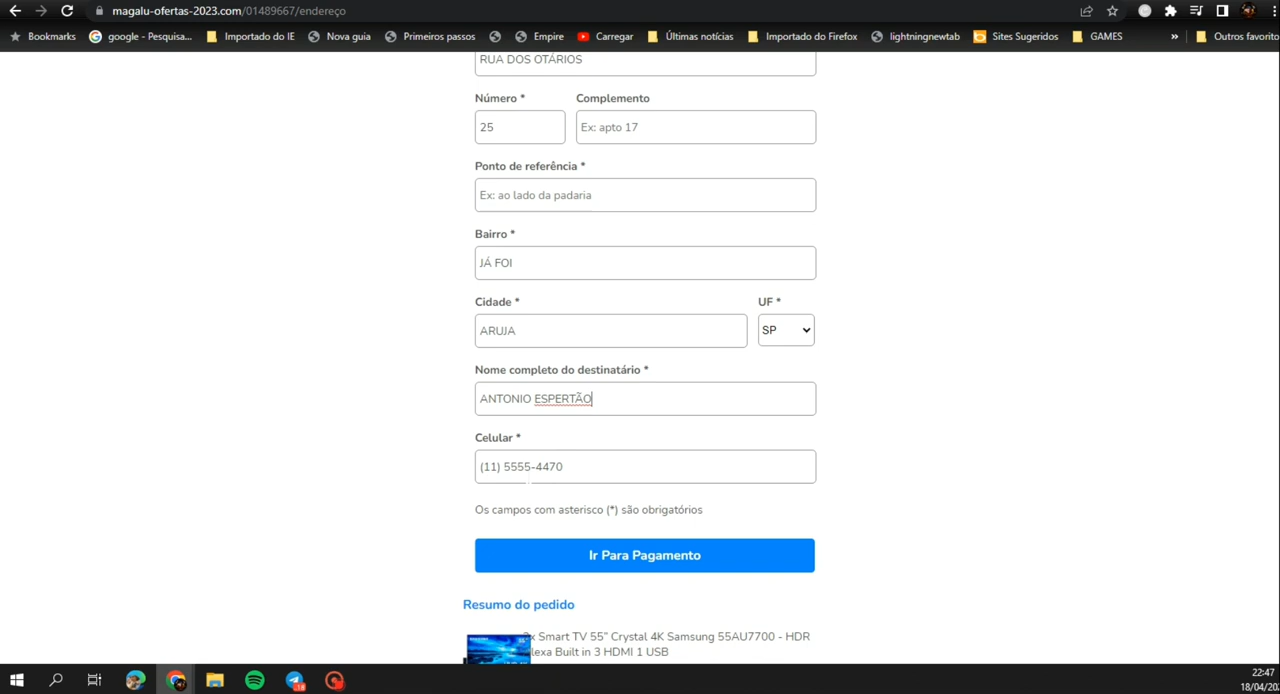 magalu-ofertas-2023.com/01489667/endereço
Bookmarks google - Pesquisa... Importado do IE Nova guia Primeiros passos Empire Carregar Últimas notícias Importado do Firefox lightningnewtab Sites Sugeridos GAMES » Outros favorito
RUA DOS OTÁRIOS
Número * Complemento
25 Ex: apto 17
Ponto de referência *
Ex: ao lado da padaria
Bairro *
JÁ FOI
Cidade * UF *
ARUJA SP
Nome completo do destinatário *
ANTONIO ESPERTÃO
Celular *
(11) 5555-4470
Os campos com asterisco (*) são obrigatórios
Ir Para Pagamento
Resumo do pedido
Smart TV 55" Crystal 4K Samsung 55AU7700 - HDR
Built in 3 HDMI 1 USB
22:47
18/04/202